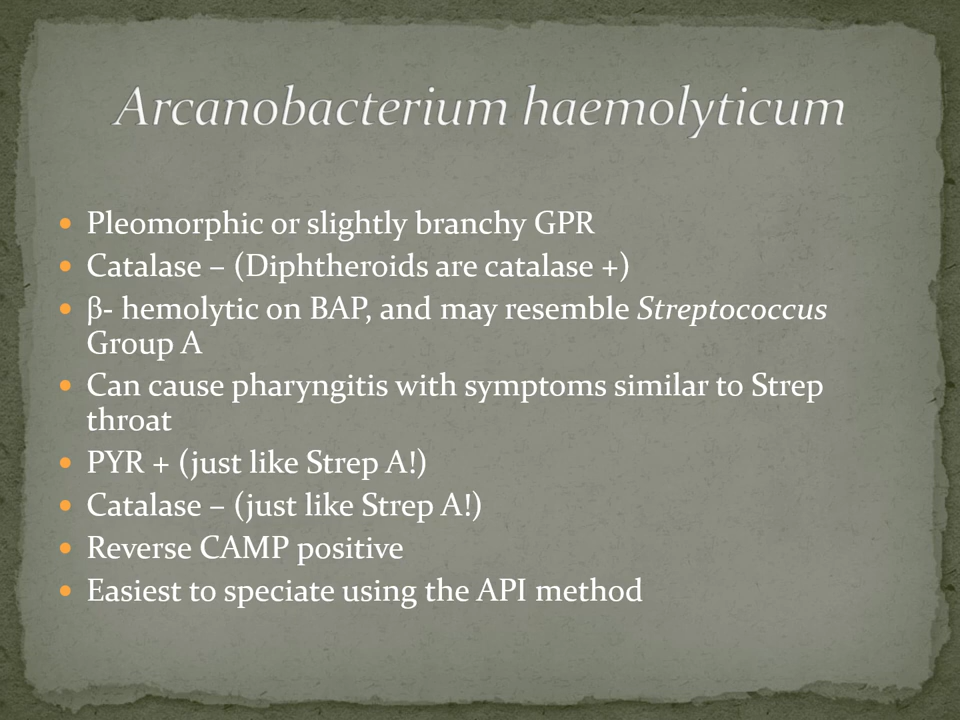 Arcanobacterium haemolyticum
• Pleomorphic or slightly branchy GPR
• Catalase – (Diphtheroids are catalase +)
• β- hemolytic on BAP, and may resemble Streptococcus
Group A
• Can cause pharyngitis with symptoms similar to Strep
throat
• PYR + (just like Strep A!)
• Catalase – (just like Strep A!)
• Reverse CAMP positive
• Easiest to speciate using the API method